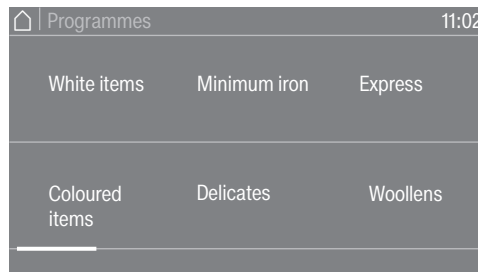 Programmes 11:02
White items Minimum iron Express
Coloured items Delicates Woollens